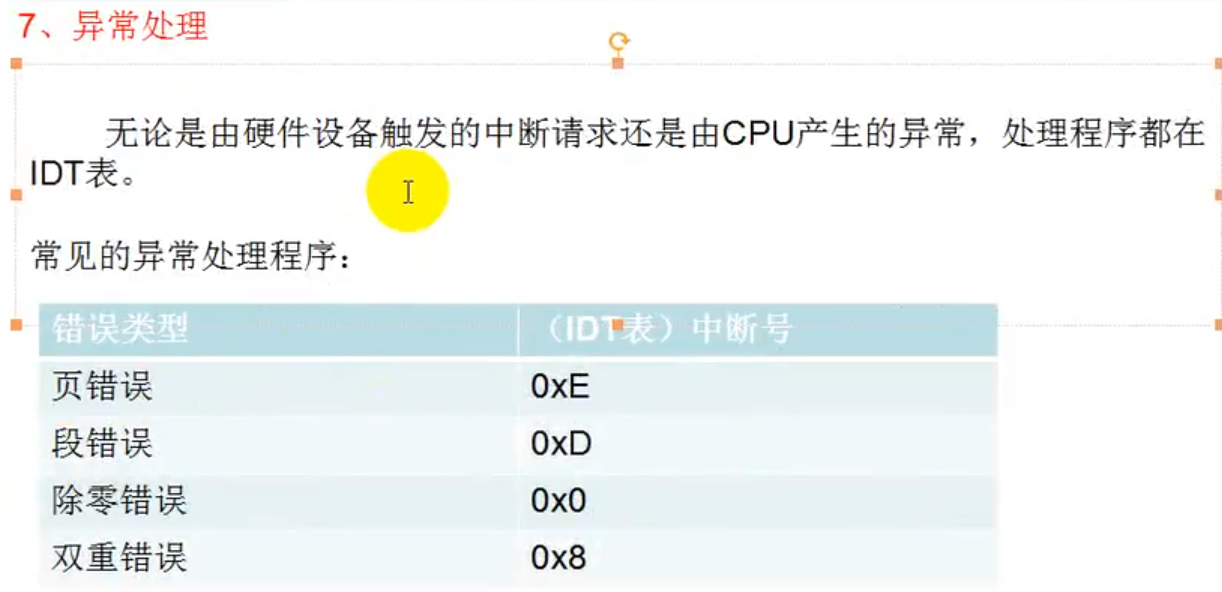 7、异常处理
无论是由硬件设备触发的中断请求还是由CPU产生的异常，处理程序都在
IDT表。
常见的异常处理程序：
错误类型 （IDT表）中断号
页错误 0xE
段错误 0xD
除零错误 0x0
双重错误 0x8